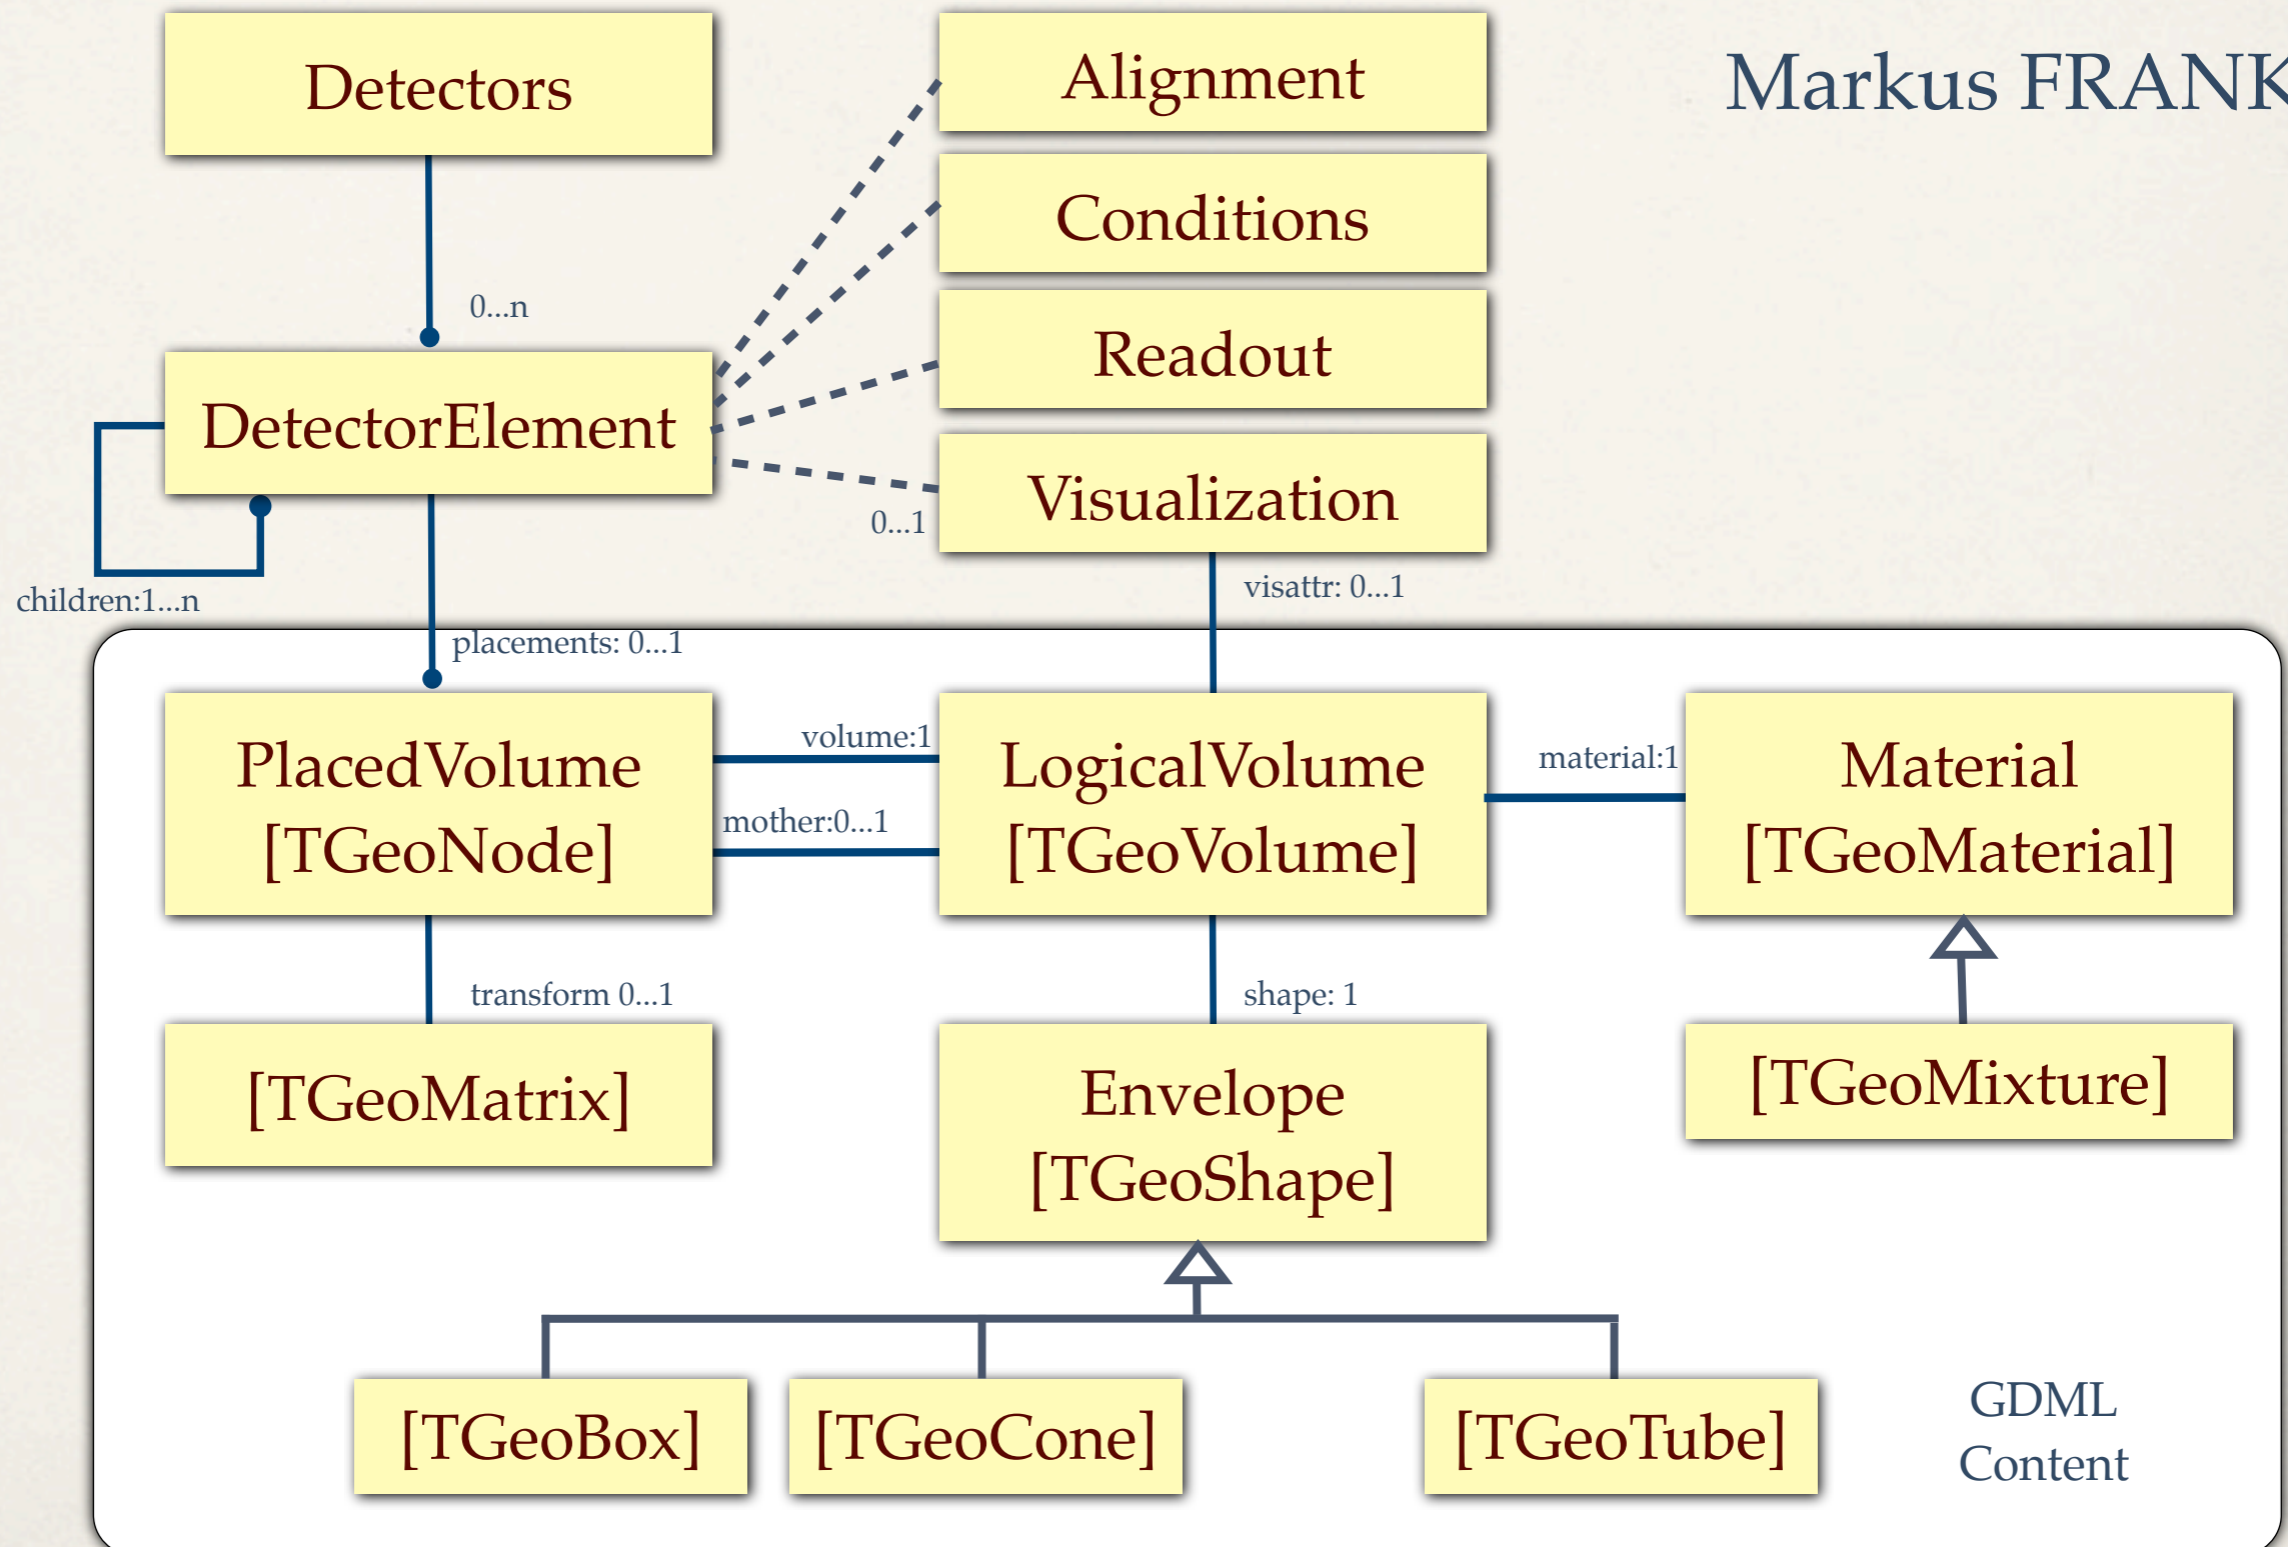 Detectors
Alignment
Markus FRANK
Conditions
0...n
Readout
DetectorElement
Visualization
0...1
children:1...n
visattr: 0...1
placements: 0...1
PlacedVolume
[TGeoNode]
volume:1
mother:0...1
LogicalVolume
[TGeoVolume]
material:1
Material
[TGeoMaterial]
transform 0...1
shape: 1
[TGeoMatrix]
Envelope
[TGeoShape]
[TGeoMixture]
[TGeoBox]
[TGeoCone]
[TGeoTube]
GDML
Content